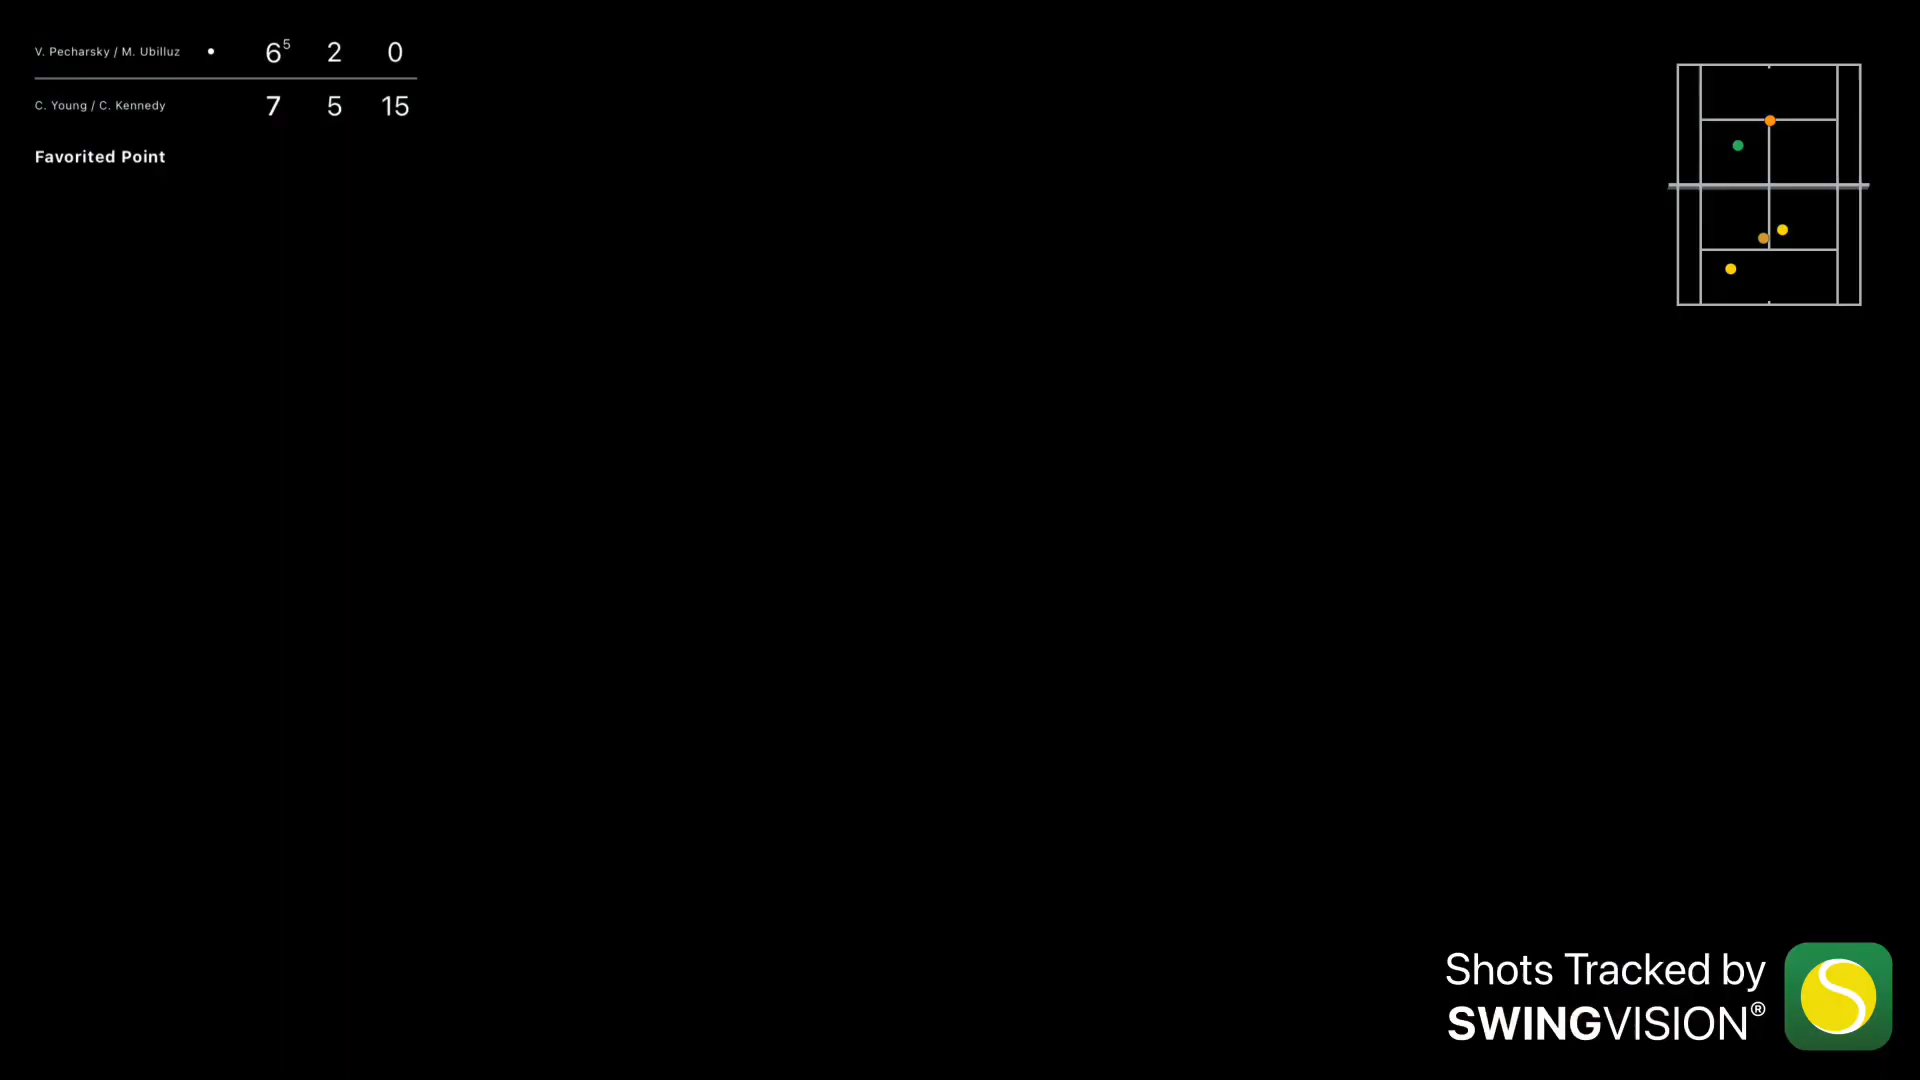 V. Pecharsky / M. Ubilluz • 6⁵ 2 0
C. Young / C. Kennedy 7 5 15
Favorited Point
Shots Tracked by
SWINGVISION®